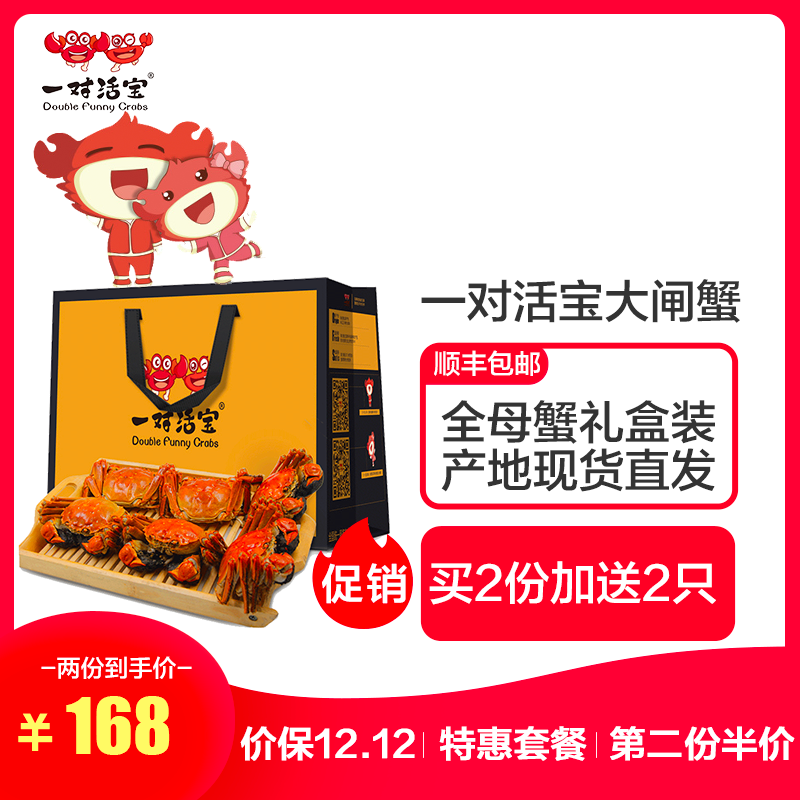 一对活宝®
Double Funny Crabs
一对活宝®
Double Funny Crabs
一对活宝大闸蟹
顺丰包邮
全母蟹礼盒装
产地现货直发
促销
买2份加送2只
两份到手价
¥168
价保12.12 | 特惠套餐 | 第二份半价